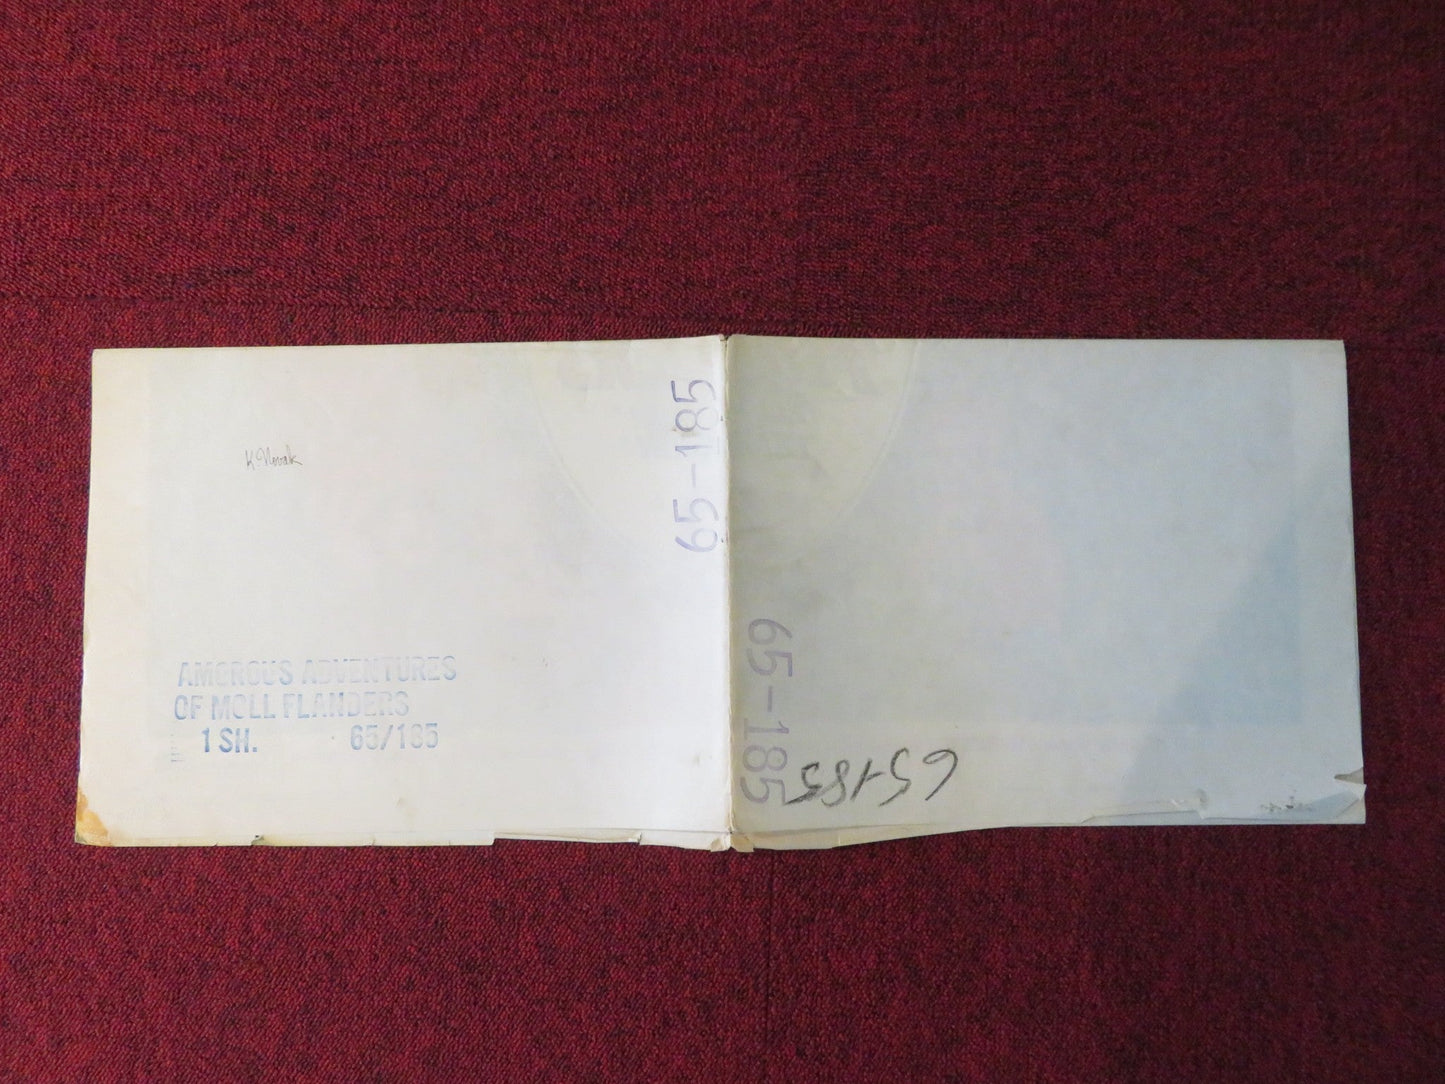 K. Novak
65-185
AMOROUS ADVENTURES
OF MOLL FLANDERS
1 SH. 65/185
65-185
65-185